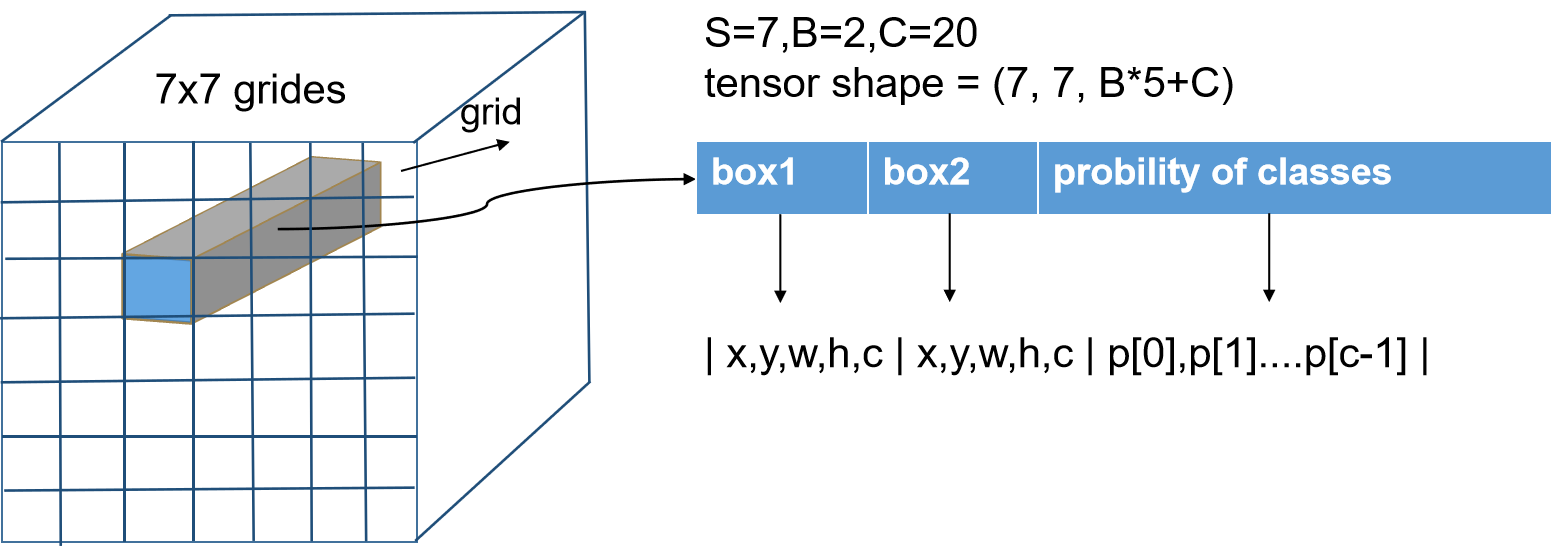 7x7 grides
grid
S=7,B=2,C=20
tensor shape = (7, 7, B*5+C)
box1 box2 probility of classes
| x,y,w,h,c | x,y,w,h,c | p[0],p[1]....p[c-1] |